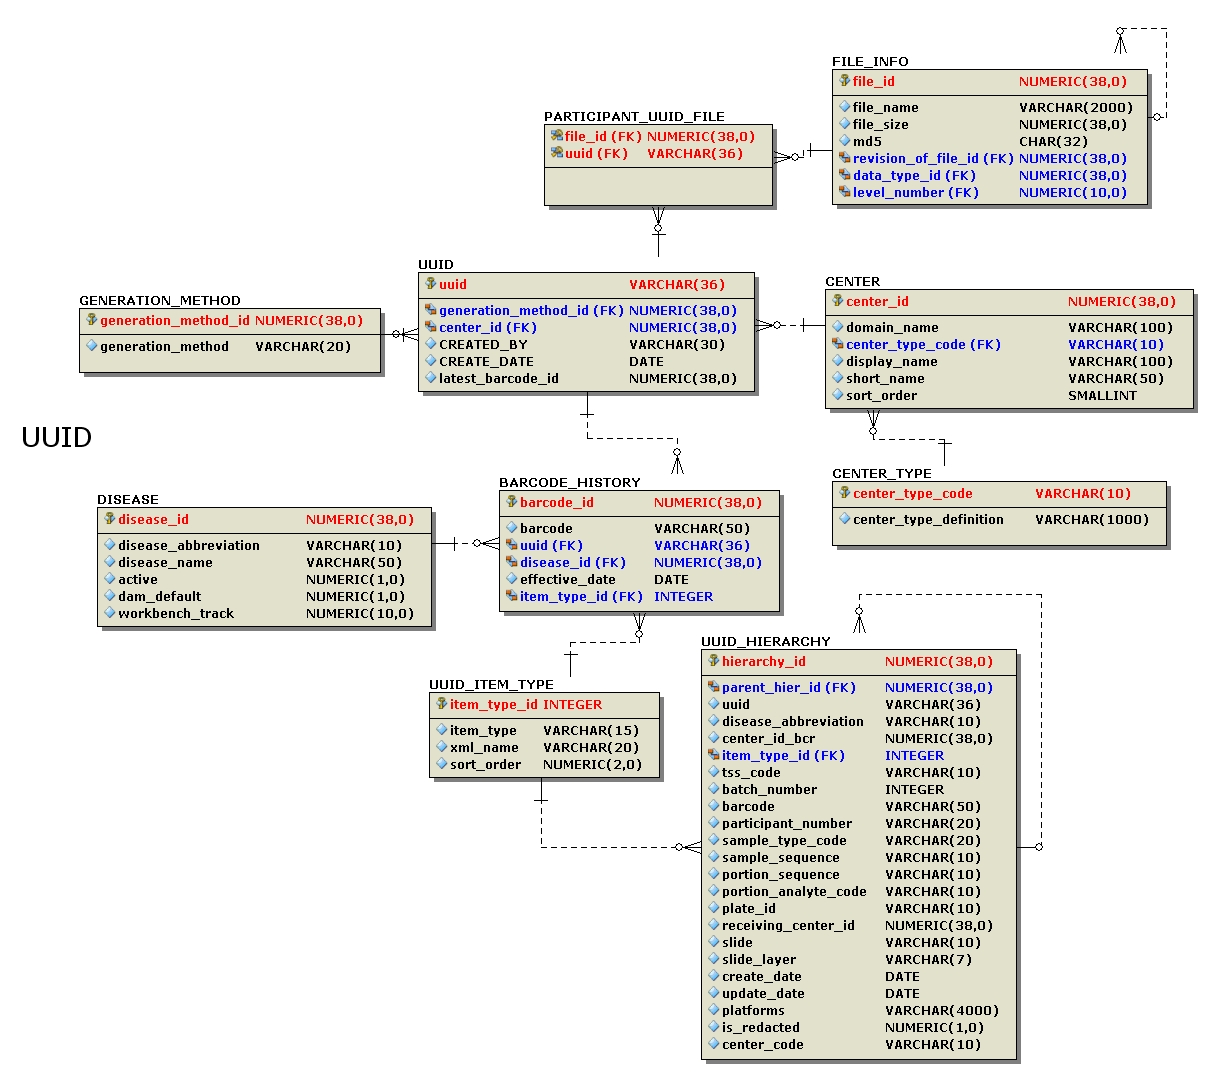 FILE_INFO
file_id NUMERIC(38,0)
file_name VARCHAR(2000)
file_size NUMERIC(38,0)
md5 CHAR(32)
revision_of_file_id (FK) NUMERIC(38,0)
data_type_id (FK) NUMERIC(38,0)
level_number (FK) NUMERIC(10,0)
PARTICIPANT_UUID_FILE
file_id (FK) NUMERIC(38,0)
uuid (FK) VARCHAR(36)
UUID
uuid VARCHAR(36)
generation_method_id (FK) NUMERIC(38,0)
center_id (FK) NUMERIC(38,0)
CREATED_BY VARCHAR(30)
CREATE_DATE DATE
latest_barcode_id NUMERIC(38,0)
GENERATION_METHOD
generation_method_id NUMERIC(38,0)
generation_method VARCHAR(20)
CENTER
center_id NUMERIC(38,0)
domain_name VARCHAR(100)
center_type_code (FK) VARCHAR(10)
display_name VARCHAR(100)
short_name VARCHAR(50)
sort_order SMALLINT
UUID
CENTER_TYPE
center_type_code VARCHAR(10)
center_type_definition VARCHAR(1000)
BARCODE_HISTORY
barcode_id NUMERIC(38,0)
barcode VARCHAR(50)
uuid (FK) VARCHAR(36)
disease_id (FK) NUMERIC(38,0)
effective_date DATE
item_type_id (FK) INTEGER
DISEASE
disease_id NUMERIC(38,0)
disease_abbreviation VARCHAR(10)
disease_name VARCHAR(50)
active NUMERIC(1,0)
dam_default NUMERIC(1,0)
workbench_track NUMERIC(10,0)
UUID_ITEM_TYPE
item_type_id INTEGER
item_type VARCHAR(15)
xml_name VARCHAR(20)
sort_order NUMERIC(2,0)
UUID_HIERARCHY
hierarchy_id NUMERIC(38,0)
parent_hier_id (FK) NUMERIC(38,0)
uuid VARCHAR(36)
disease_abbreviation VARCHAR(10)
center_id_bcr NUMERIC(38,0)
item_type_id (FK) INTEGER
tss_code VARCHAR(10)
batch_number INTEGER
barcode VARCHAR(50)
participant_number VARCHAR(20)
sample_type_code VARCHAR(20)
sample_sequence VARCHAR(10)
portion_sequence VARCHAR(10)
portion_analyte_code VARCHAR(10)
plate_id VARCHAR(10)
receiving_center_id NUMERIC(38,0)
slide VARCHAR(10)
slide_layer VARCHAR(7)
create_date DATE
update_date DATE
platforms VARCHAR(4000)
is_redacted NUMERIC(1,0)
center_code VARCHAR(10)